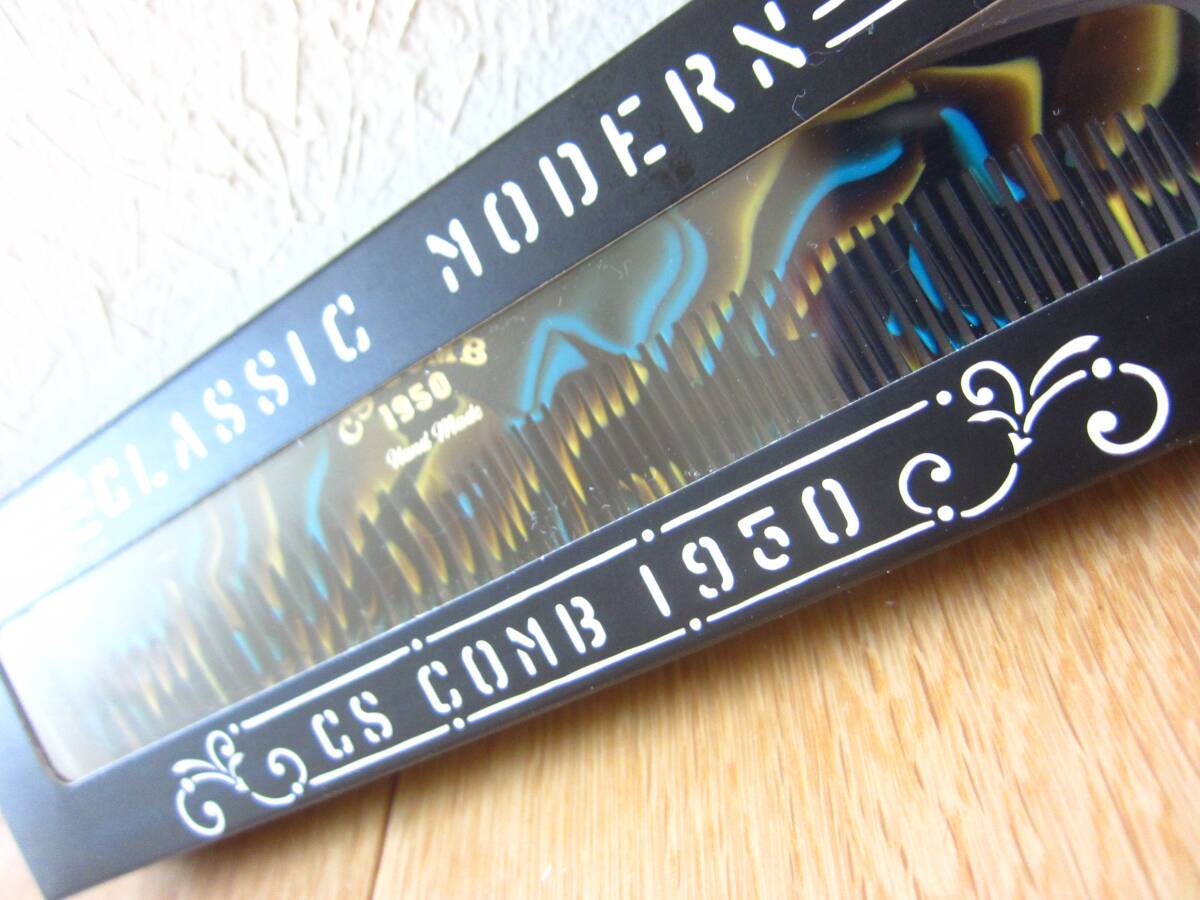 CLASSIC MODERN
1950
Hand Made
CS COMB 1950